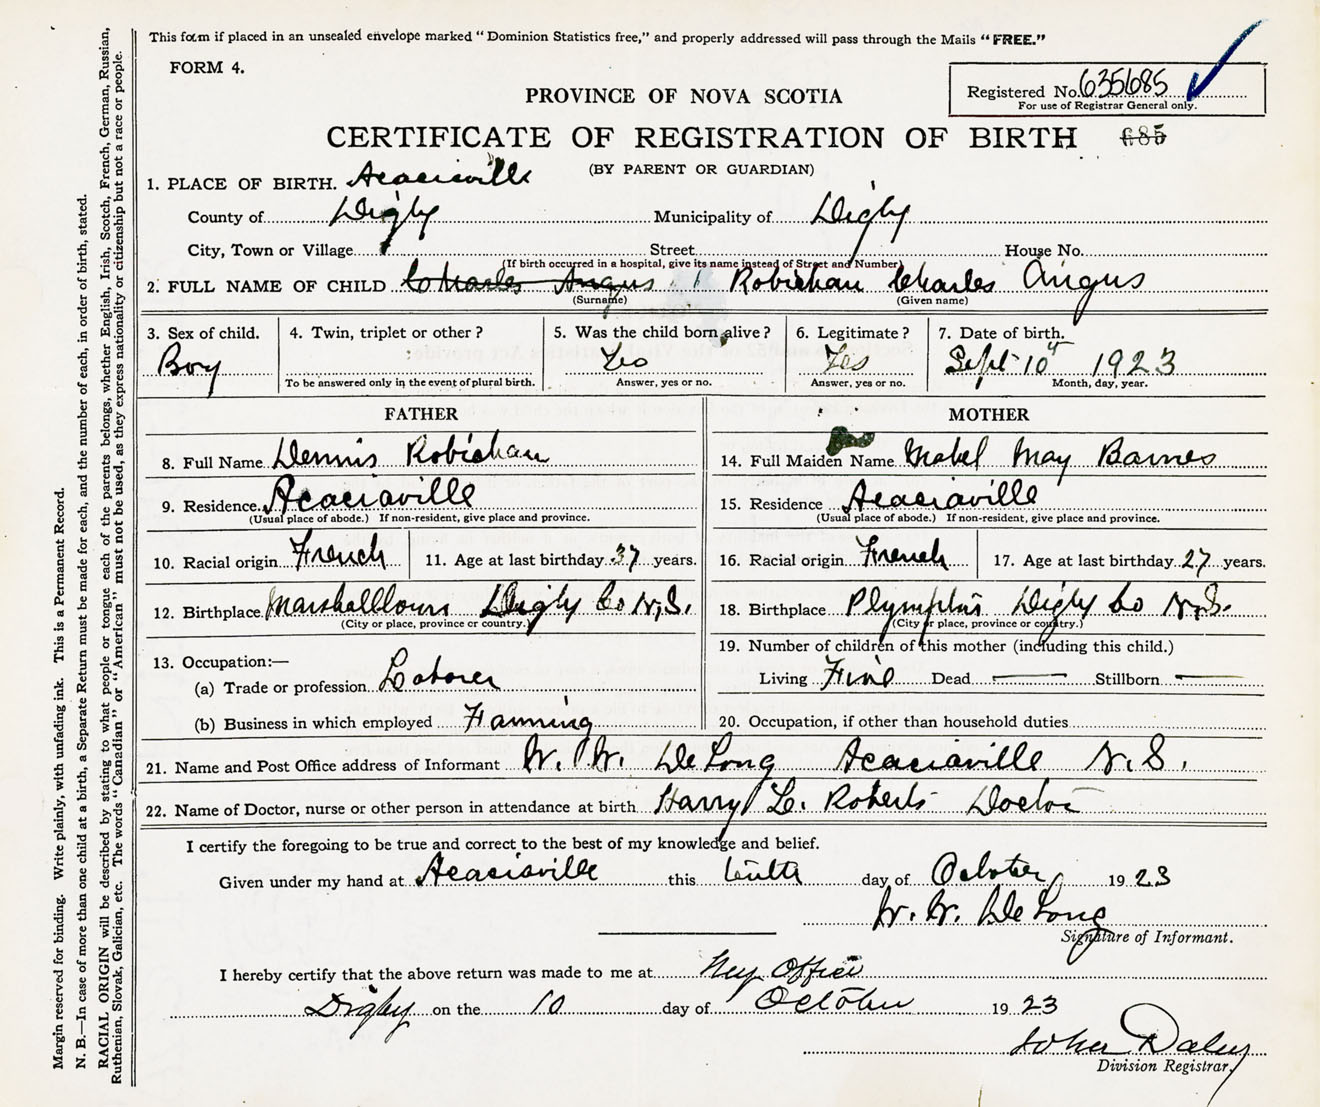 This form if placed in an unsealed envelope marked "Dominion Statistics free," and properly addressed will pass through the Mails "FREE."
FORM 4.
Registered No. 635685
For use of Registrar General only.
PROVINCE OF NOVA SCOTIA
CERTIFICATE OF REGISTRATION OF BIRTH 685
(BY PARENT OR GUARDIAN)
1. PLACE OF BIRTH. Acaciaville
County of Digby Municipality of Digby
City, Town or Village Street House No.
(If birth occurred in a hospital, give its name instead of Street and Number)
2. FULL NAME OF CHILD Charles Angus Robichau Charles Angus
(Surname) (Given name)
3. Sex of child. 4. Twin, triplet or other? 5. Was the child born alive? 6. Legitimate? 7. Date of birth.
Boy Yes Yes Sept 10th 1923
To be answered only in the event of plural birth. Answer, yes or no. Answer, yes or no. Month, day, year.
FATHER
8. Full Name Dennis Robichau
9. Residence. Acaciaville
(Usual place of abode.) If non-resident, give place and province.
10. Racial origin French 11. Age at last birthday 37 years.
12. Birthplace Marshalltown Digby Co N.S.
(City or place, province or country.)
13. Occupation:—
(a) Trade or profession Laborer
(b) Business in which employed Farming
MOTHER
14. Full Maiden Name Mabel May Barnes
15. Residence Acaciaville
(Usual place of abode.) If non-resident, give place and province.
16. Racial origin French 17. Age at last birthday 27 years.
18. Birthplace Plympton Digby Co N.S.
(City or place, province or country.)
19. Number of children of this mother (including this child.)
Living Five Dead — Stillborn —
20. Occupation, if other than household duties
21. Name and Post Office address of Informant W. W. DeLong Acaciaville N.S.
22. Name of Doctor, nurse or other person in attendance at birth Harry L. Roberts Doctor
I certify the foregoing to be true and correct to the best of my knowledge and belief.
Given under my hand at Acaciaville this tenth day of October 1923
W. W. DeLong
Signature of Informant.
I hereby certify that the above return was made to me at My Office
Digby on the 10 day of October 1923
Daley
Division Registrar.
Margin reserved for binding. Write plainly, with unfading ink. This is a Permanent Record.
N. B.—In case of more than one child at a birth, a Separate Return must be made for each, and the number of each, in order of birth, stated.
RACIAL ORIGIN will be described by stating to what people or tongue each of the parents belongs, whether English, Irish, Scotch, French, German, Russian,
Ruthenian, Slovak, Galician, etc. The words "Canadian" or "American" must not be used, as they express nationality or citizenship but not a race or people.